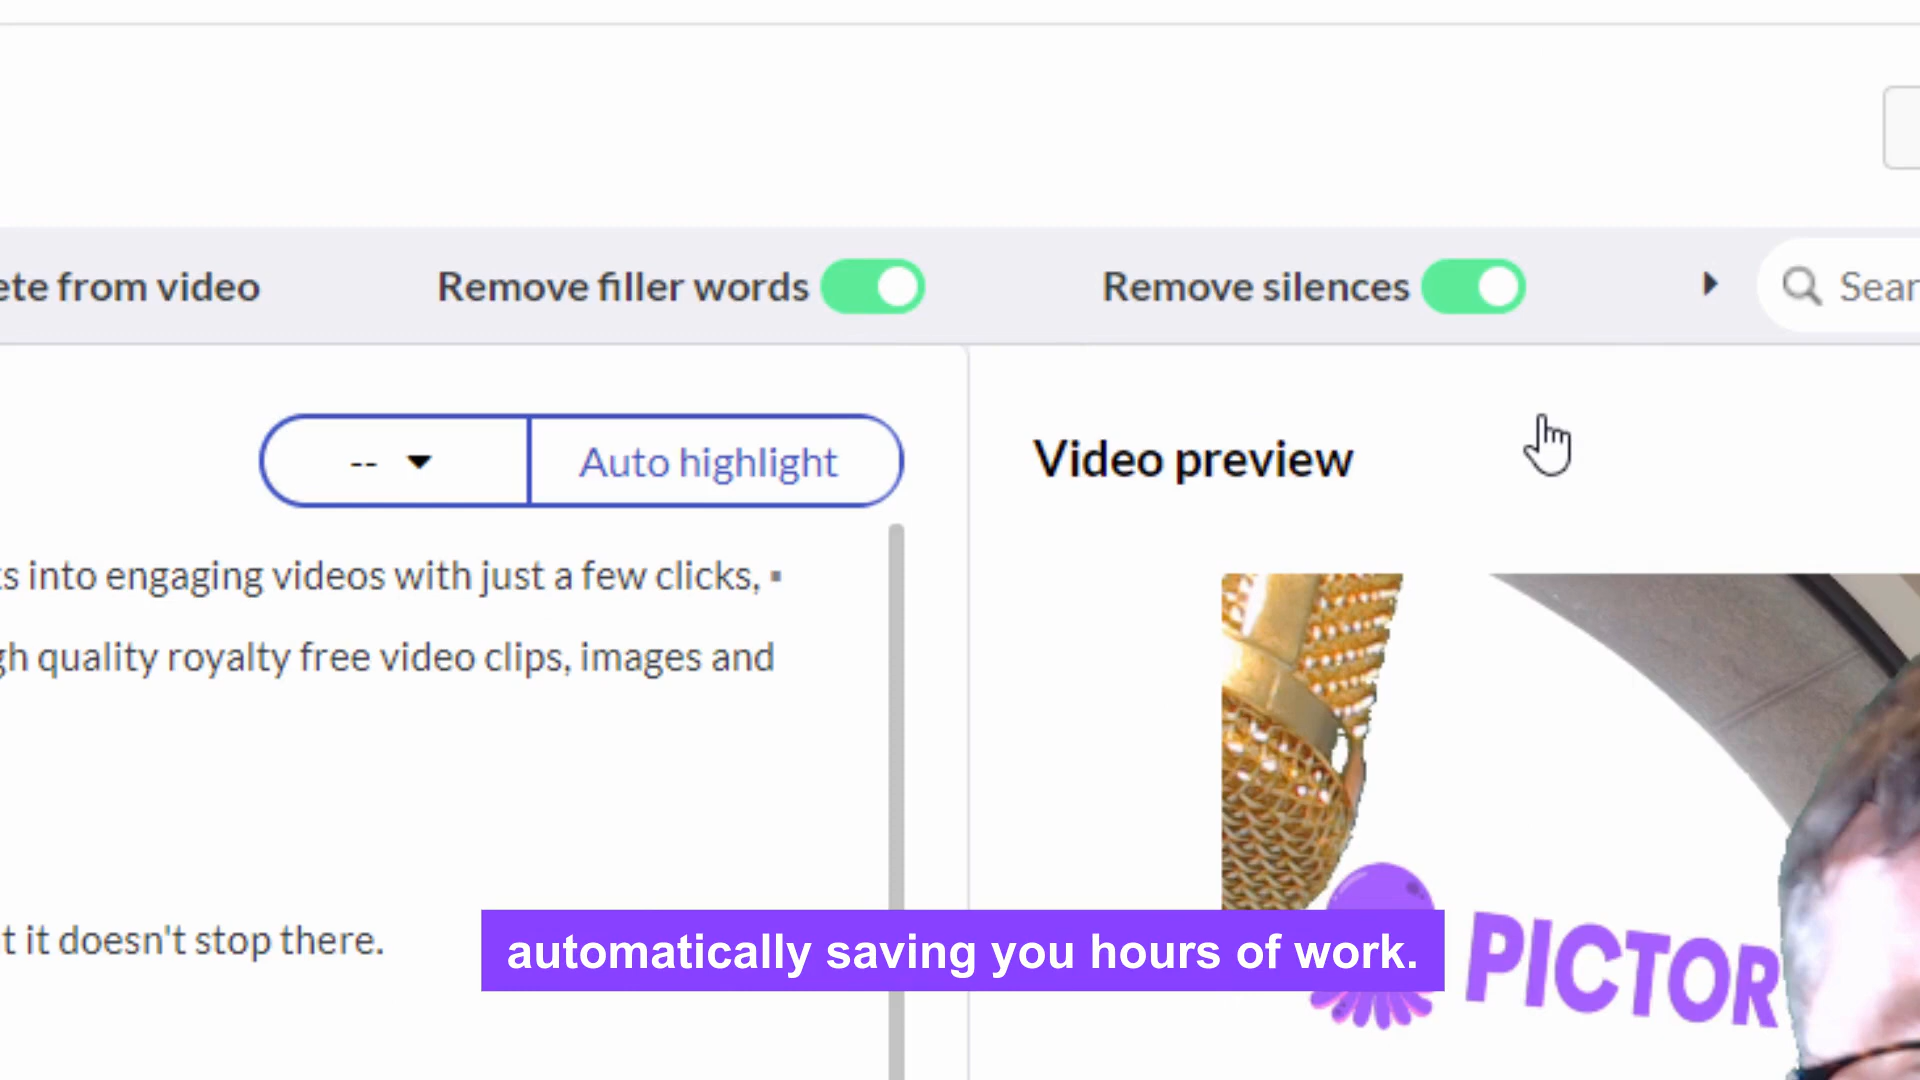 ete from video
Remove filler words
Remove silences
Sear
-- Auto highlight
Video preview
ts into engaging videos with just a few clicks,
gh quality royalty free video clips, images and
t it doesn't stop there.
automatically saving you hours of work.
PICTOR